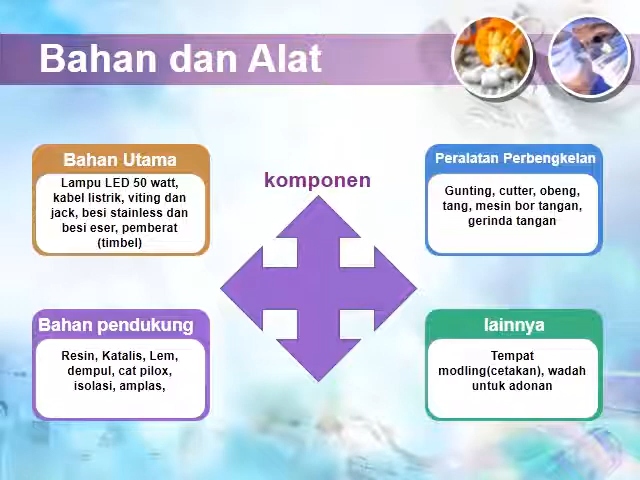 Bahan dan Alat
Bahan Utama
Lampu LED 50 watt,
kabel listrik, viting dan
jack, besi stainless dan
besi eser, pemberat
(timbel)
komponen
Peralatan Perbengkelan
Gunting, cutter, obeng,
tang, mesin bor tangan,
gerinda tangan
Bahan pendukung
Resin, Katalis, Lem,
dempul, cat pilox,
isolasi, amplas,
lainnya
Tempat
modling(cetakan), wadah
untuk adonan